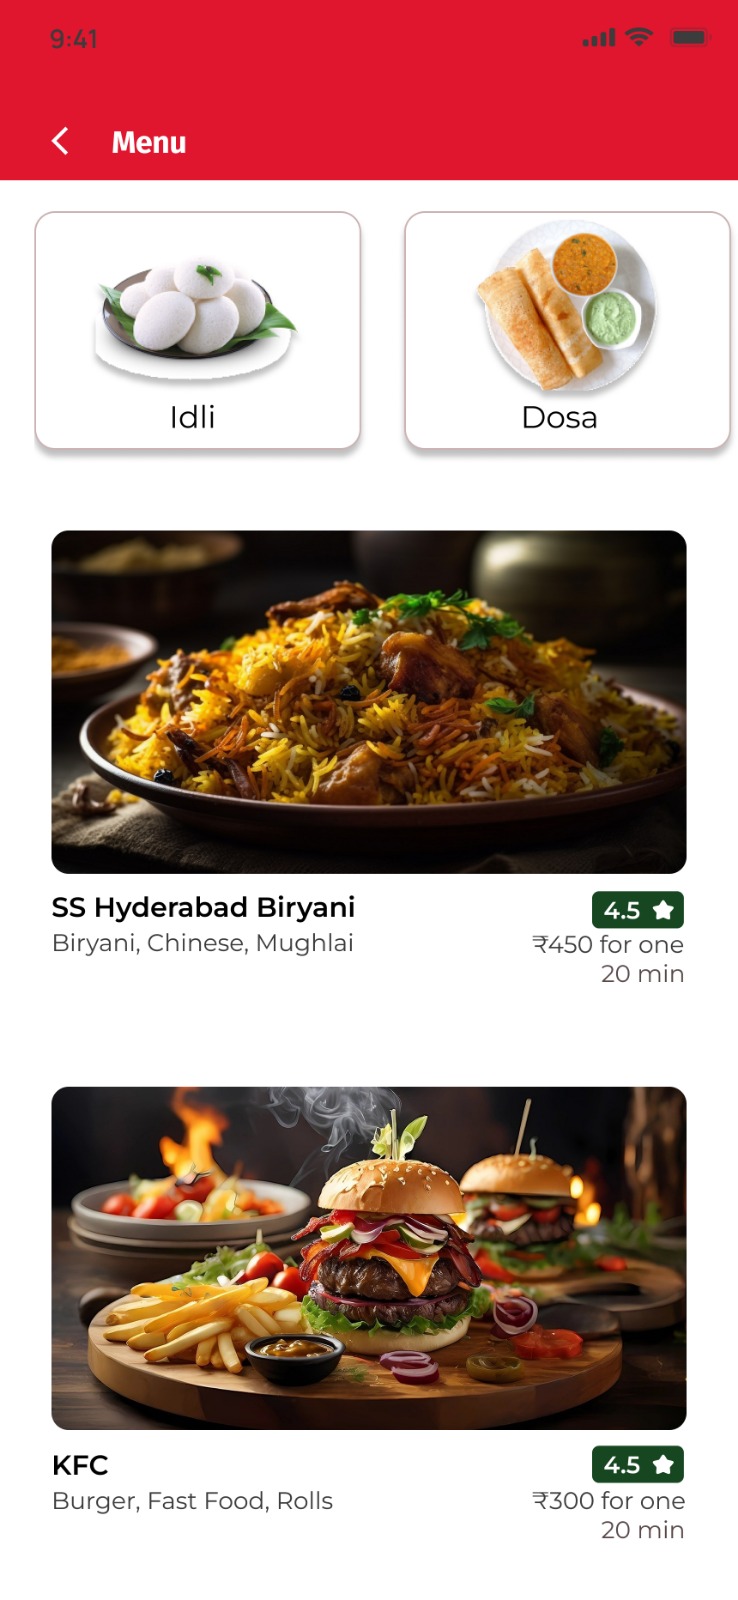 9:41
Menu
Idli
Dosa
SS Hyderabad Biryani
4.5
Biryani, Chinese, Mughlai
₹450 for one
20 min
KFC
4.5
Burger, Fast Food, Rolls
₹300 for one
20 min